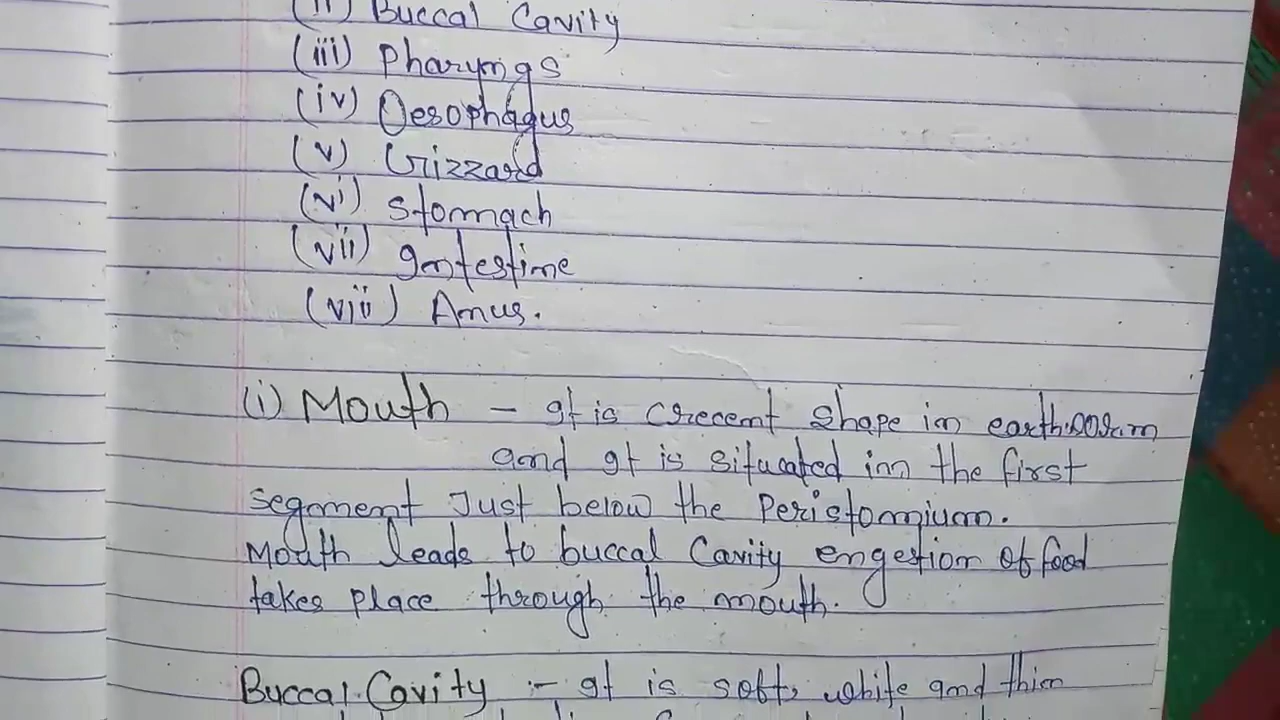 (ii) Buccal Cavity
(iii) Pharyngs
(iv) Oesophagus
(v) Gizzard
(vi) Stomach
(vii) Intestine
(viii) Anus.
(i) Mouth - It is Crecent Shape in earthworm
and It is situated inn the first
segment Just below the Peristomium.
Mouth leads to buccal Cavity engestion of food
takes place through the mouth.
Buccal Cavity :- It is soft, white and thin